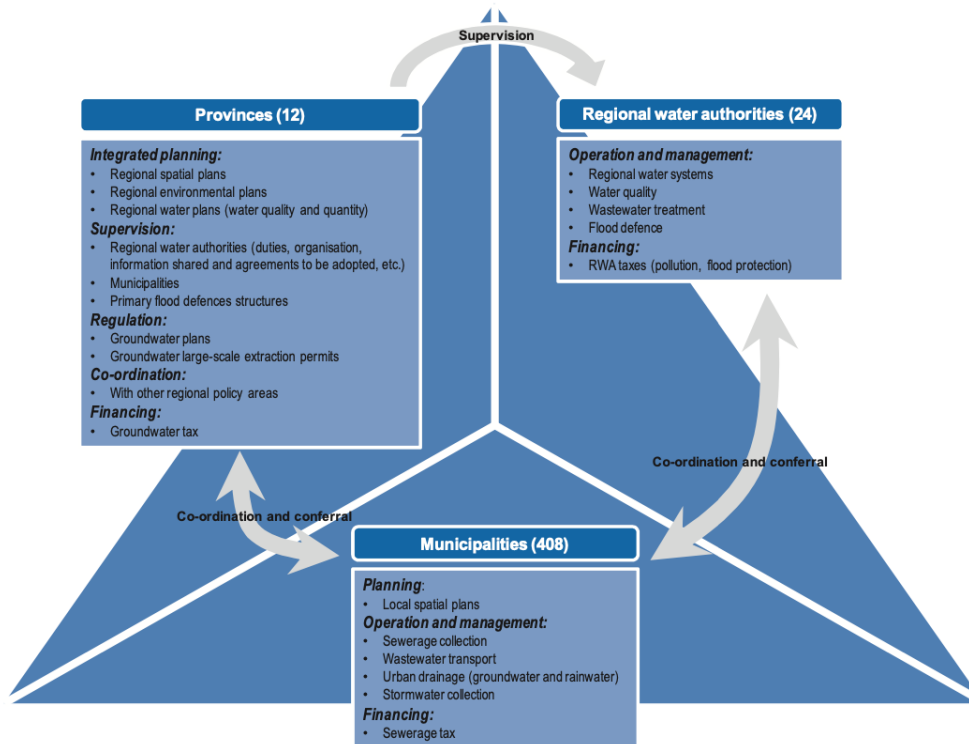 Supervision
Provinces (12)
Integrated planning:
• Regional spatial plans
• Regional environmental plans
• Regional water plans (water quality and quantity)
Supervision:
• Regional water authorities (duties, organisation,
information shared and agreements to be adopted, etc.)
• Municipalities
• Primary flood defences structures
Regulation:
• Groundwater plans
• Groundwater large-scale extraction permits
Co-ordination:
• With other regional policy areas
Financing:
• Groundwater tax
Regional water authorities (24)
Operation and management:
• Regional water systems
• Water quality
• Wastewater treatment
• Flood defence
Financing:
• RWA taxes (pollution, flood protection)
Co-ordination and conferral
Co-ordination and conferral
Municipalities (408)
Planning:
• Local spatial plans
Operation and management:
• Sewerage collection
• Wastewater transport
• Urban drainage (groundwater and rainwater)
• Stormwater collection
Financing:
• Sewerage tax